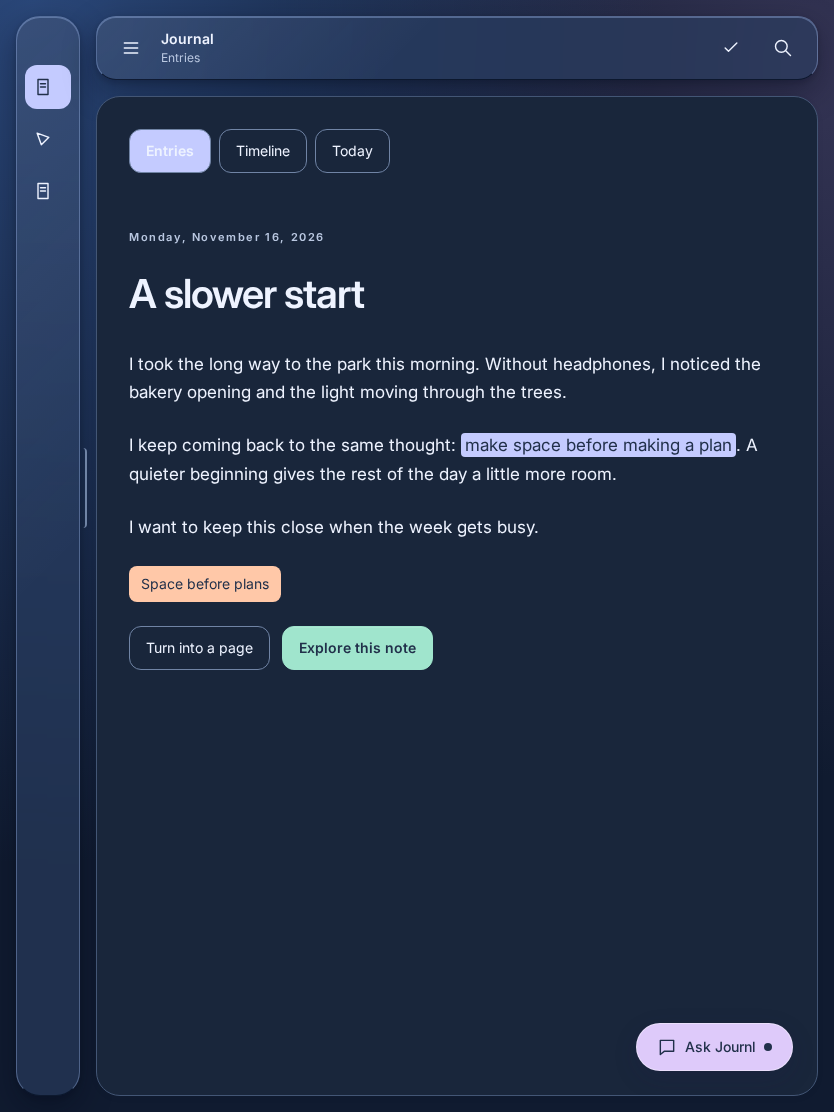 Journal
Entries
Entries
Timeline
Today
Monday, November 16, 2026
A slower start
I took the long way to the park this morning. Without headphones, I noticed the
bakery opening and the light moving through the trees.
I keep coming back to the same thought: make space before making a plan. A
quieter beginning gives the rest of the day a little more room.
I want to keep this close when the week gets busy.
Space before plans
Turn into a page
Explore this note
Ask Journl